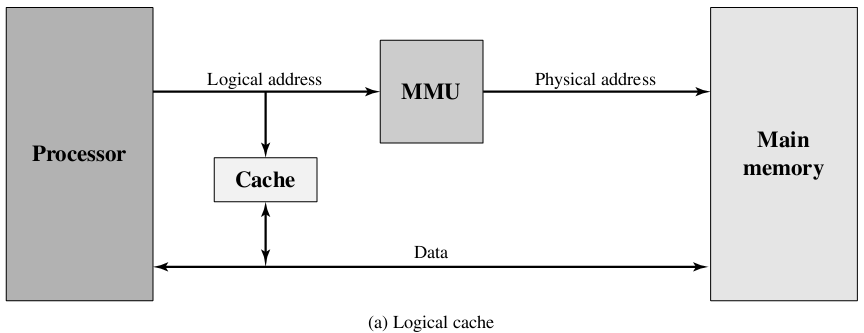 Logical address
MMU
Physical address
Processor
Main
memory
Cache
Data
(a) Logical cache